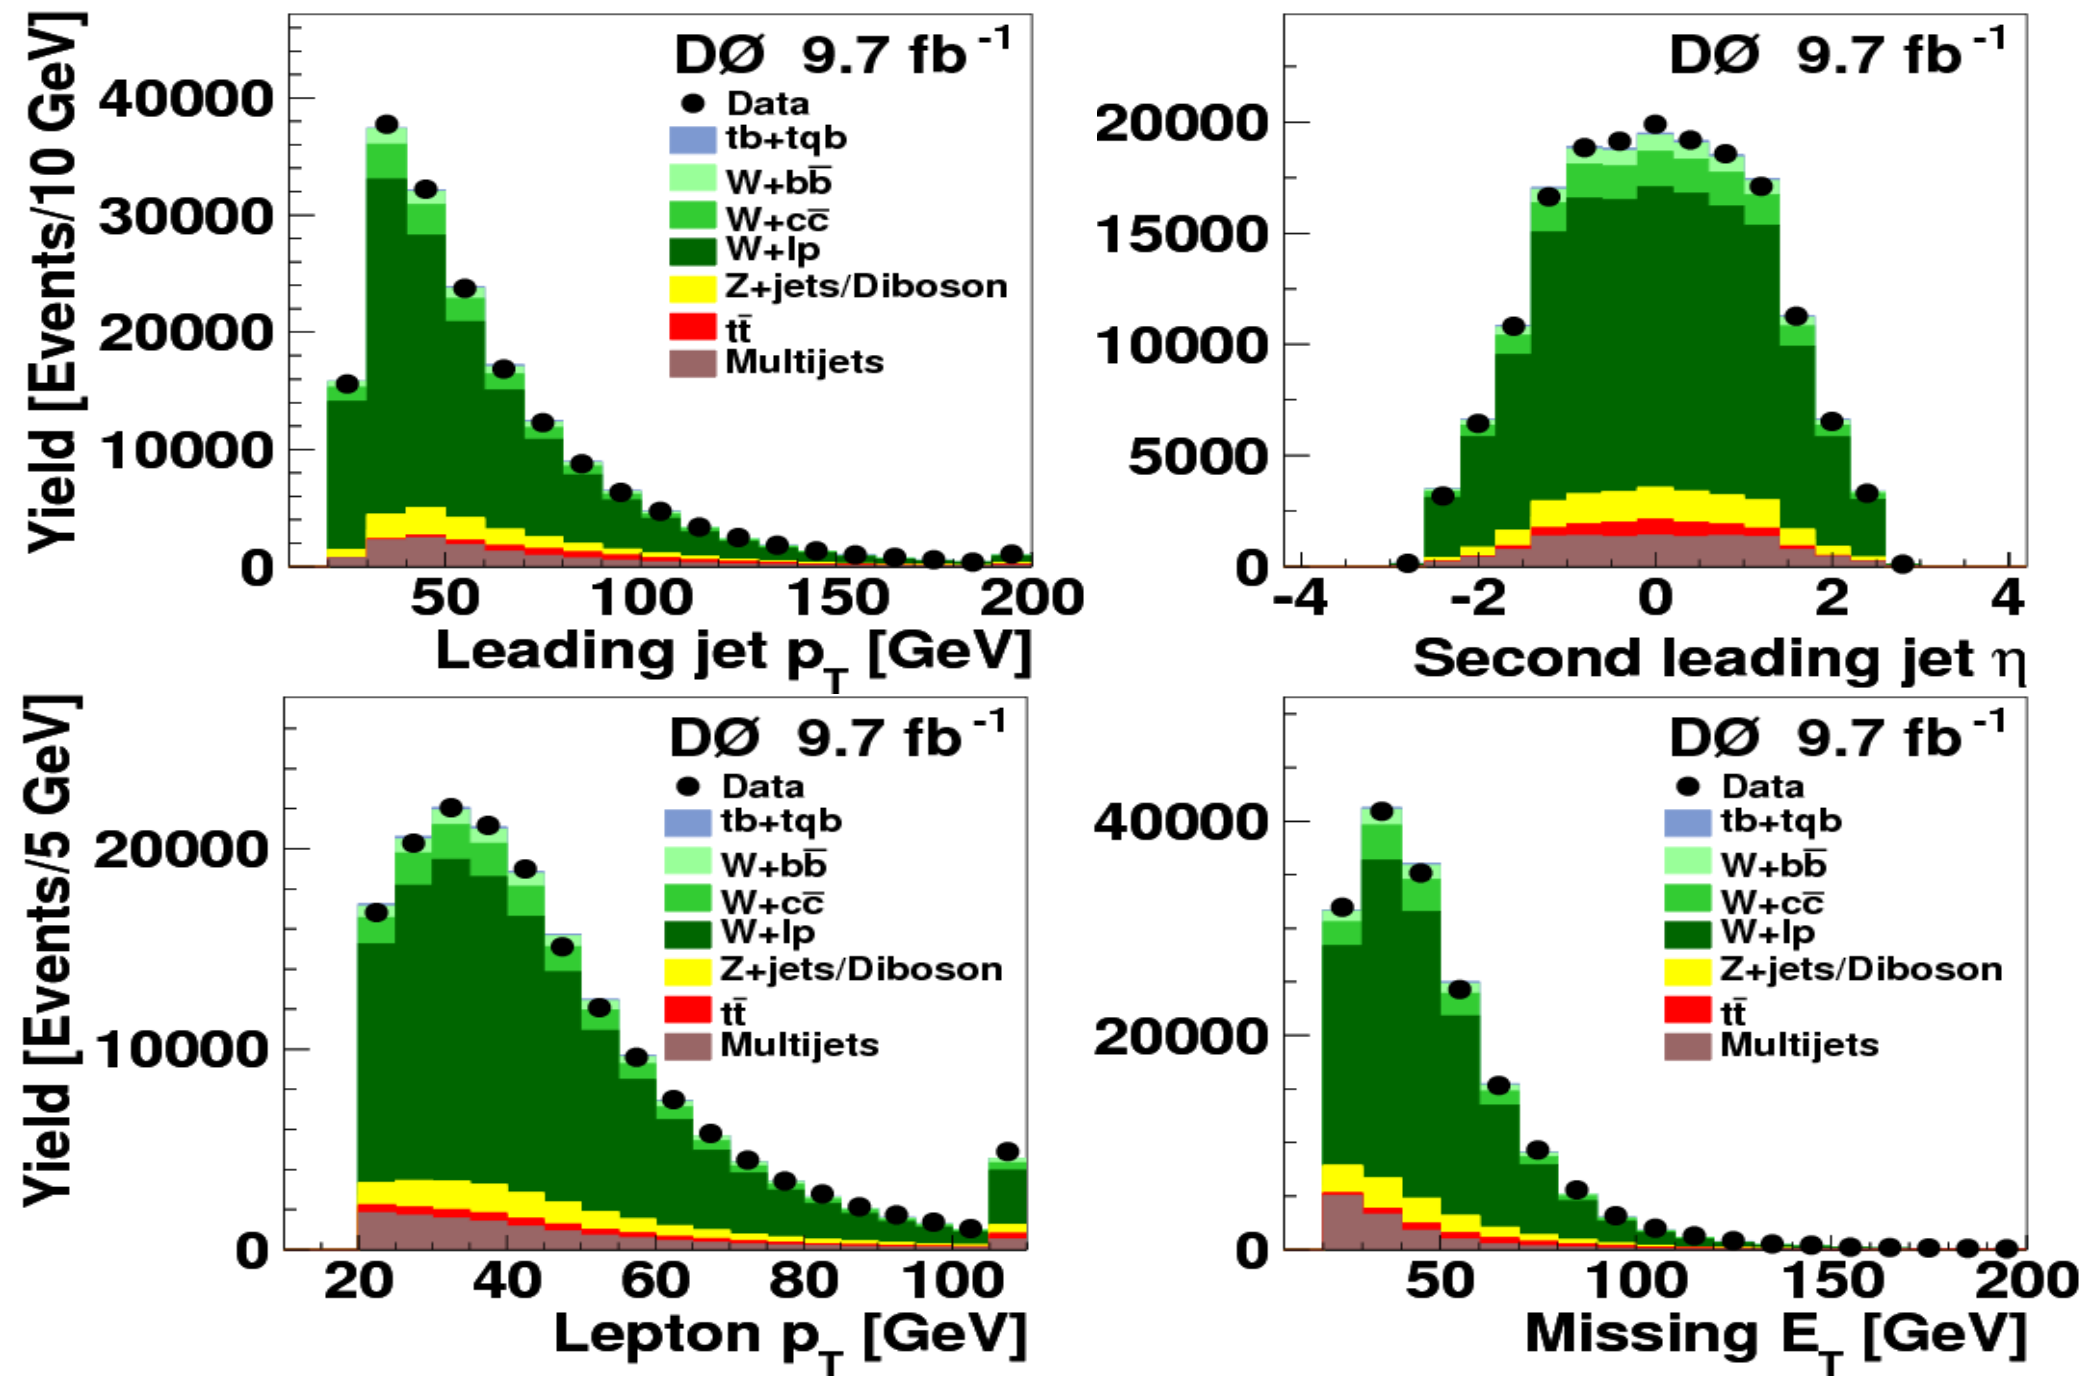 Yield [Events/10 GeV]
40000
30000
20000
10000
0
DØ 9.7 fb⁻¹
Data
tb+tqb
W+bb̄
W+cc̄
W+lp
Z+jets/Diboson
tt̄
Multijets
50 100 150 200
Leading jet p_T [GeV]
20000
15000
10000
5000
0
DØ 9.7 fb⁻¹
-4 -2 0 2 4
Second leading jet η
Yield [Events/5 GeV]
20000
10000
0
DØ 9.7 fb⁻¹
Data
tb+tqb
W+bb̄
W+cc̄
W+lp
Z+jets/Diboson
tt̄
Multijets
20 40 60 80 100
Lepton p_T [GeV]
40000
20000
0
DØ 9.7 fb⁻¹
Data
tb+tqb
W+bb̄
W+cc̄
W+lp
Z+jets/Diboson
tt̄
Multijets
50 100 150 200
Missing E_T [GeV]